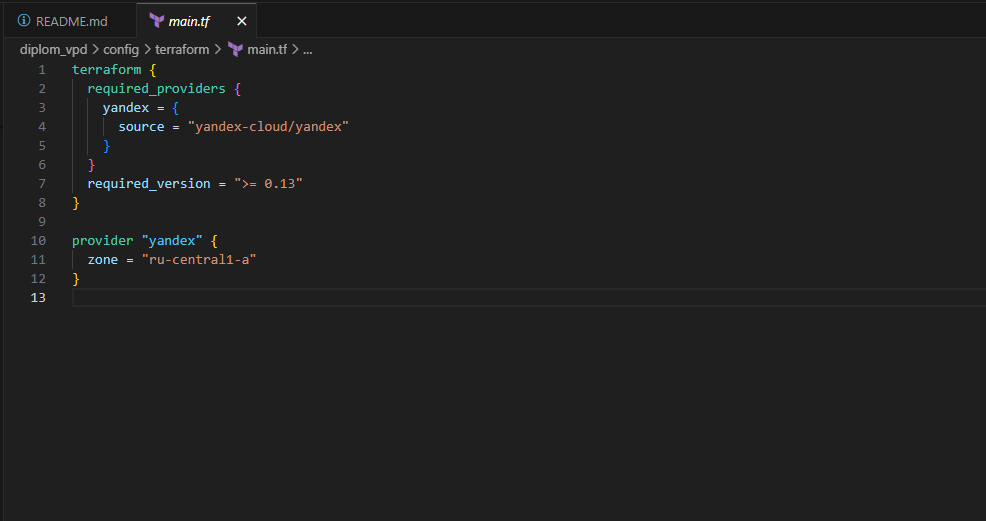 README.md main.tf
diplom_vpd > config > terraform > main.tf > ...
1 terraform {
2   required_providers {
3     yandex = {
4       source = "yandex-cloud/yandex"
5     }
6   }
7   required_version = ">= 0.13"
8 }
9
10 provider "yandex" {
11   zone = "ru-central1-a"
12 }
13